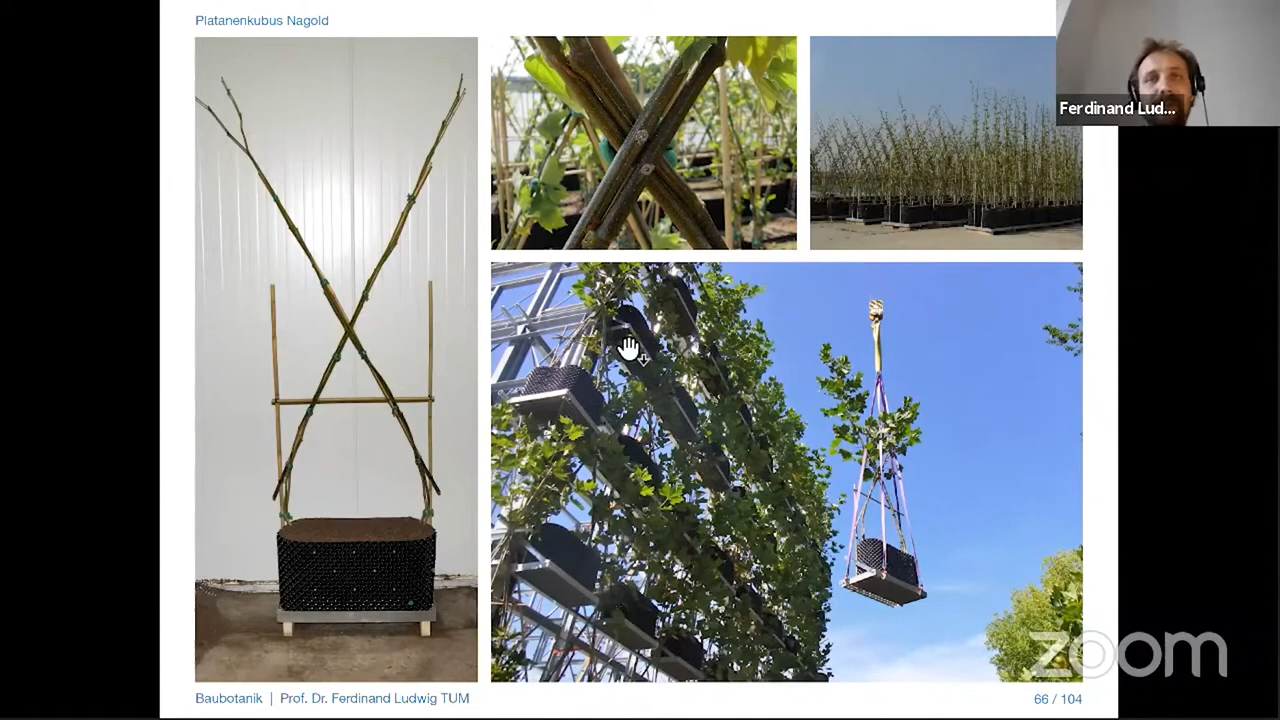 Platanenkubus Nagold
Ferdinand Lud...
Baubotanik | Prof. Dr. Ferdinand Ludwig TUM
66 / 104
zoom